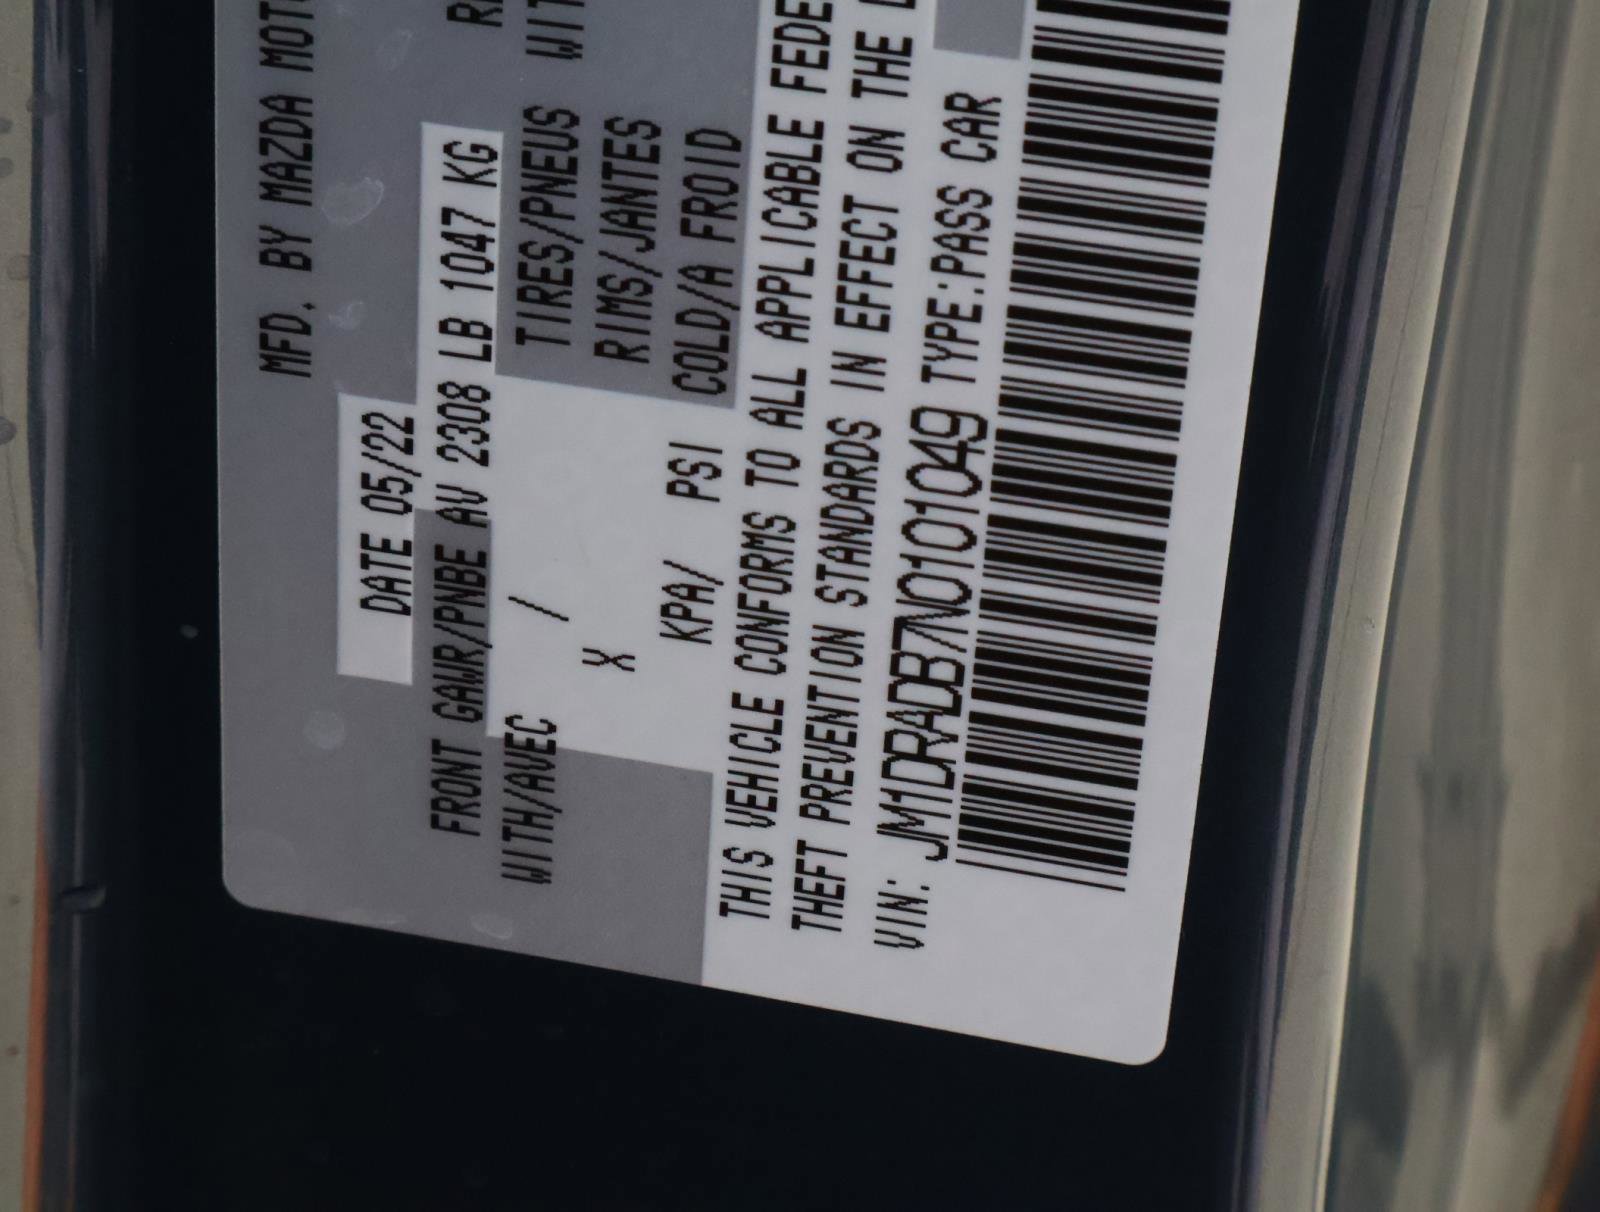 MFD. BY MAZDA
DATE 05/22
FRONT GAWR/PNBE AV 2308 LB 1047 KG
WITH/AVEC / TIRES/PNEUS
X RIMS/JANTES
KPA/ PSI COLD/A FROID
THIS VEHICLE CONFORMS TO ALL APPLICABLE
THEFT PREVENTION STANDARDS IN EFFECT ON THE
VIN: JM1DRADB7N0101049 TYPE:PASS CAR